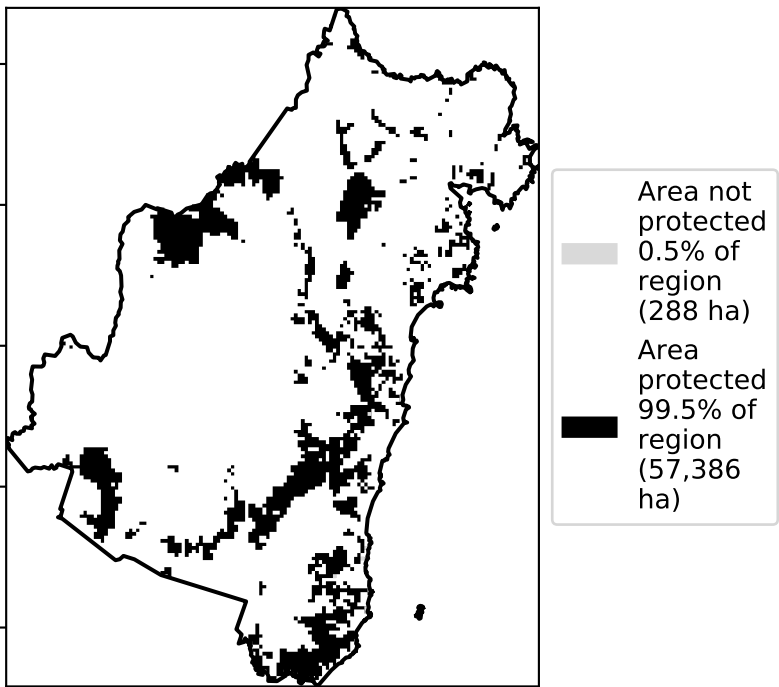 Area not
protected
0.5% of
region
(288 ha)
Area
protected
99.5% of
region
(57,386
ha)